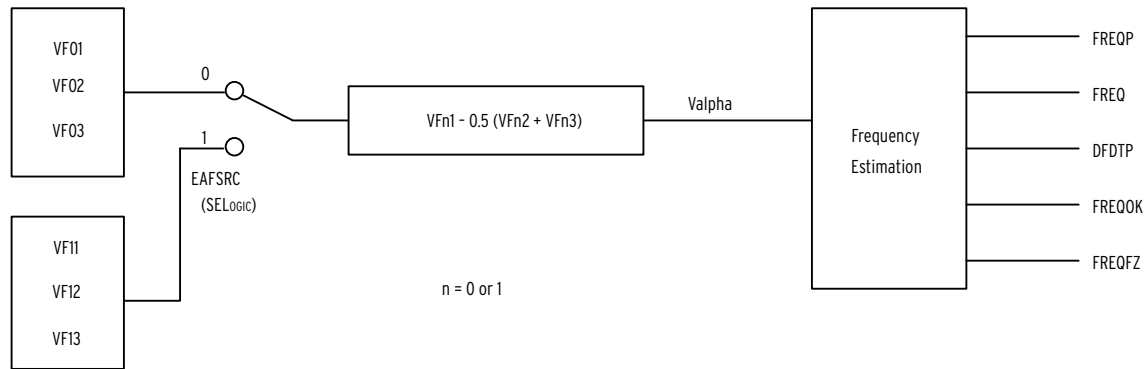 VF01
VF02
VF03
0
1
EAFSRC
(SELOGIC)
VF11
VF12
VF13
VFn1 - 0.5 (VFn2 + VFn3)
n = 0 or 1
Valpha
Frequency
Estimation
FREQP
FREQ
DFDTP
FREQOK
FREQFZ